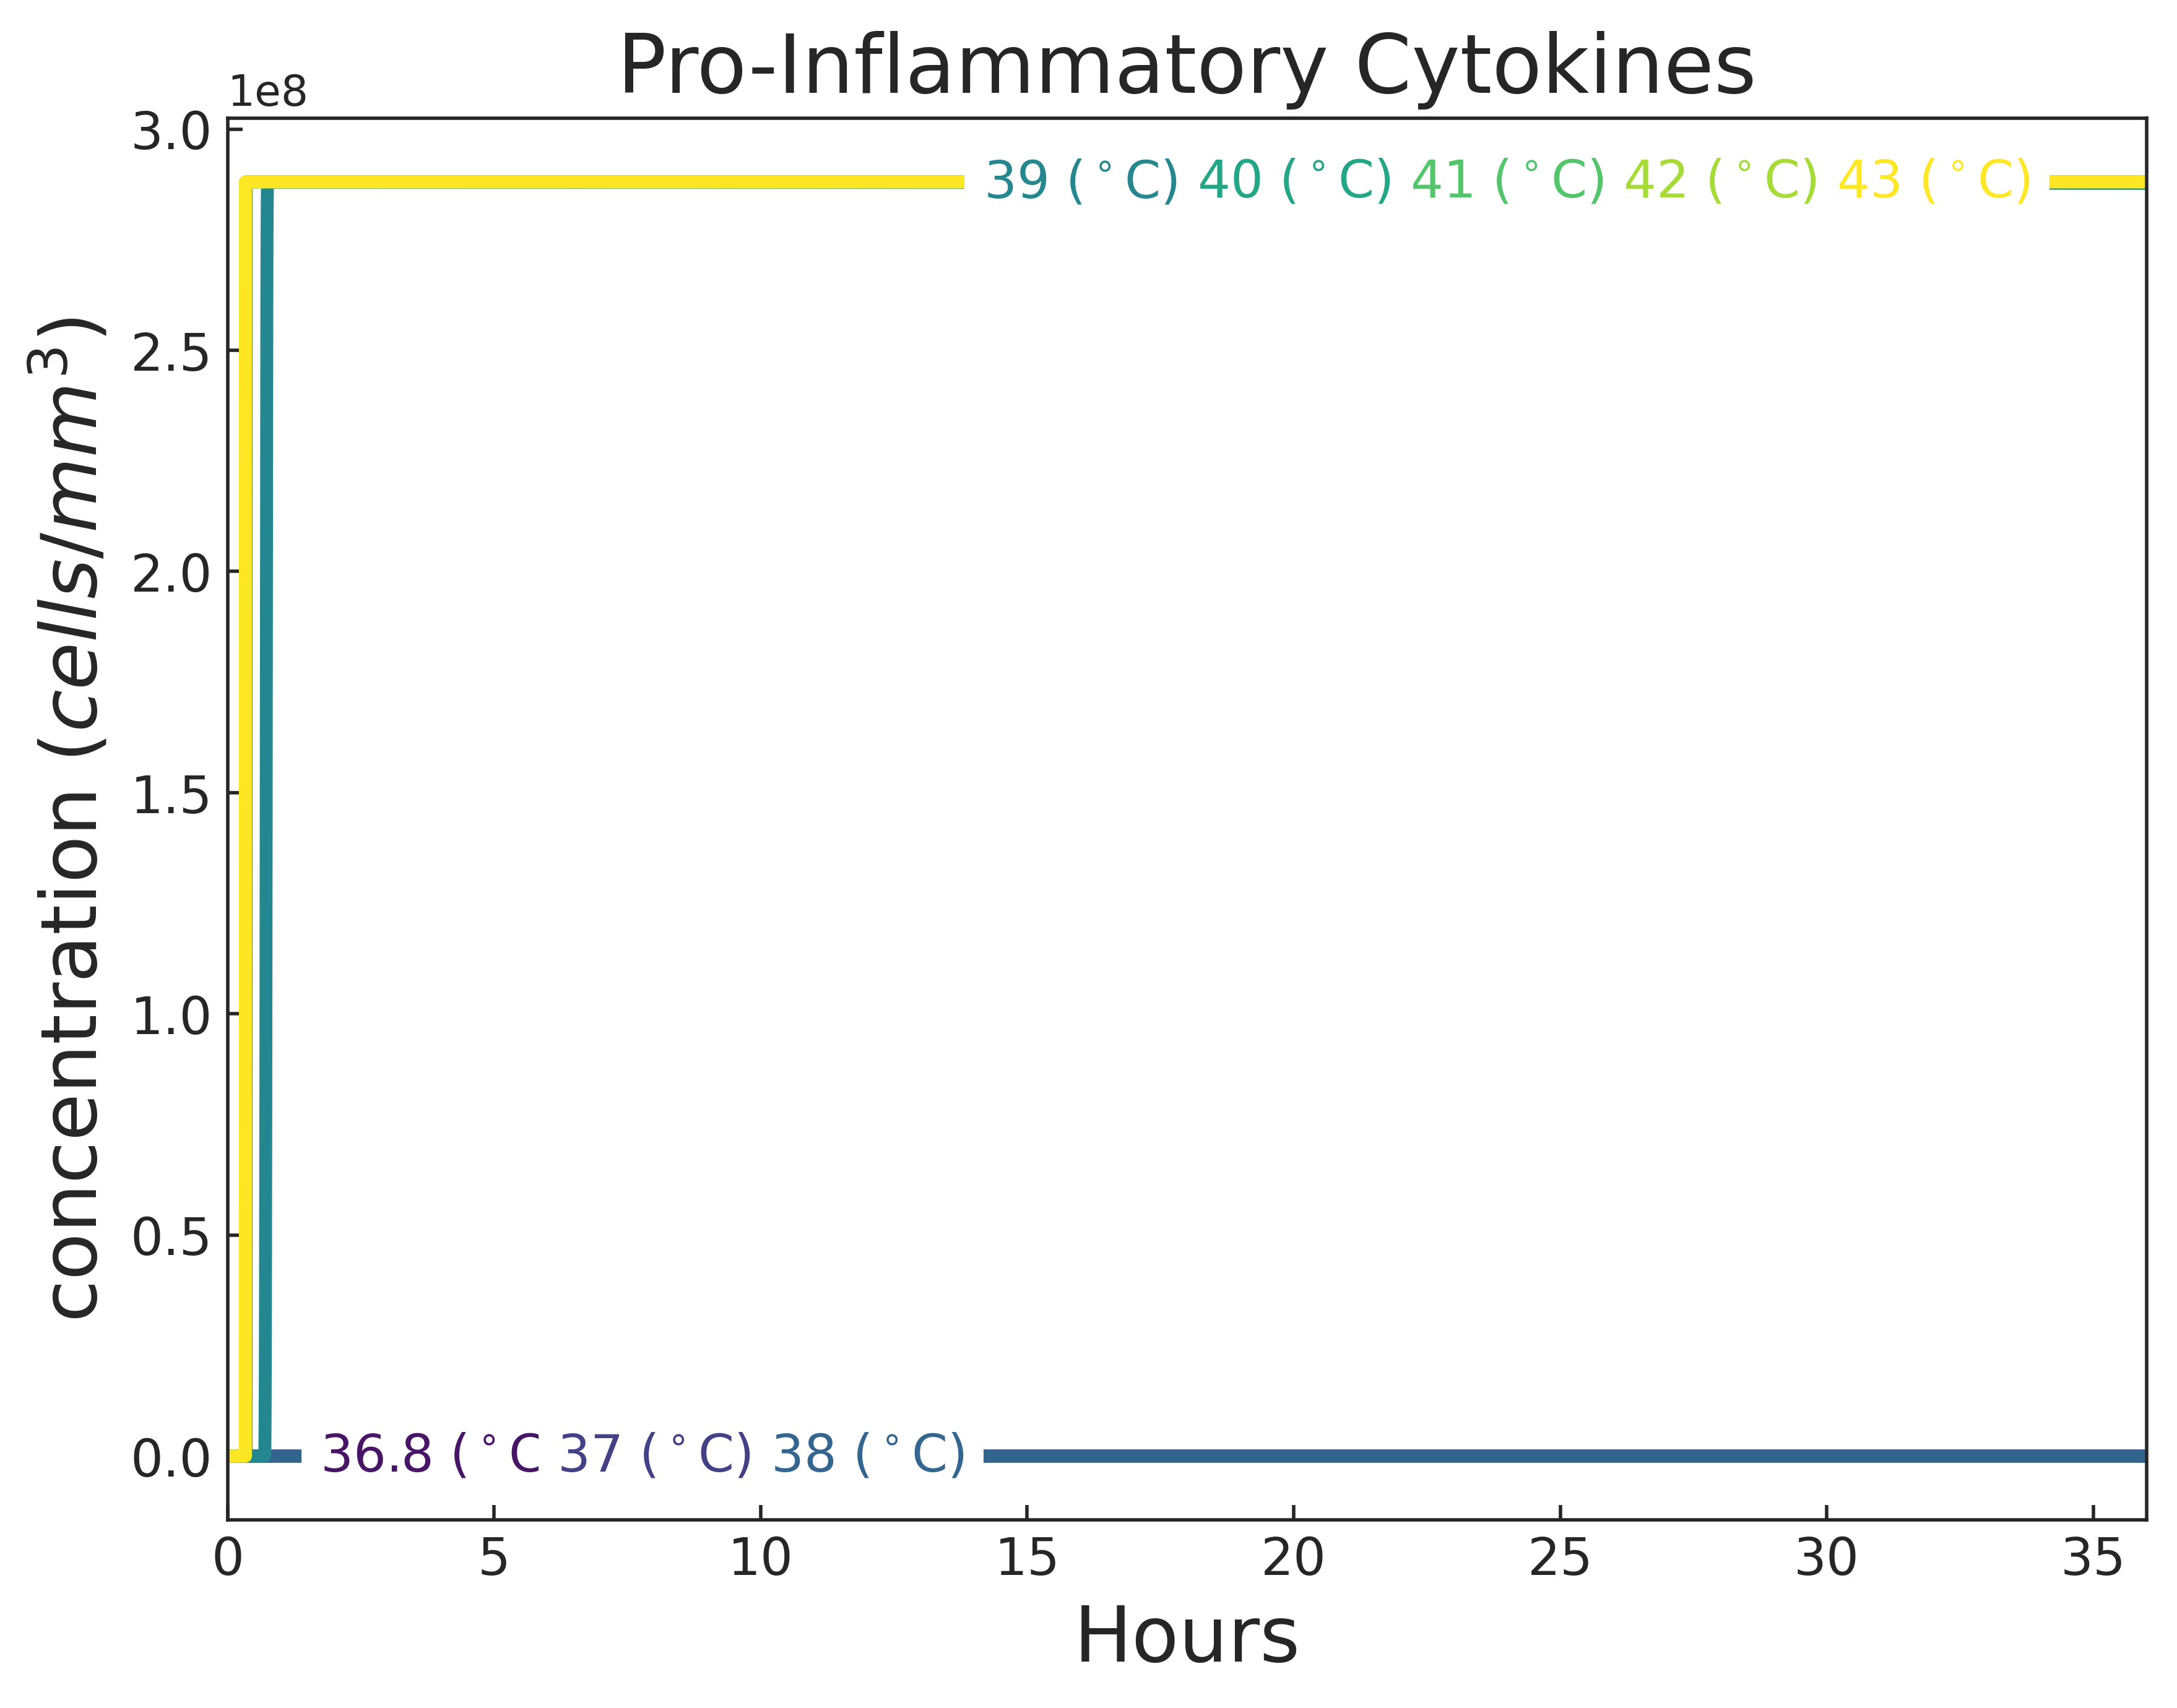 Pro-Inflammatory Cytokines
1e8
3.0
39 (°C) 40 (°C) 41 (°C) 42 (°C) 43 (°C)
2.5
2.0
1.5
1.0
0.5
0.0
36.8 (°C 37 (°C) 38 (°C)
concentration (cells/mm³)
0 5 10 15 20 25 30 35
Hours